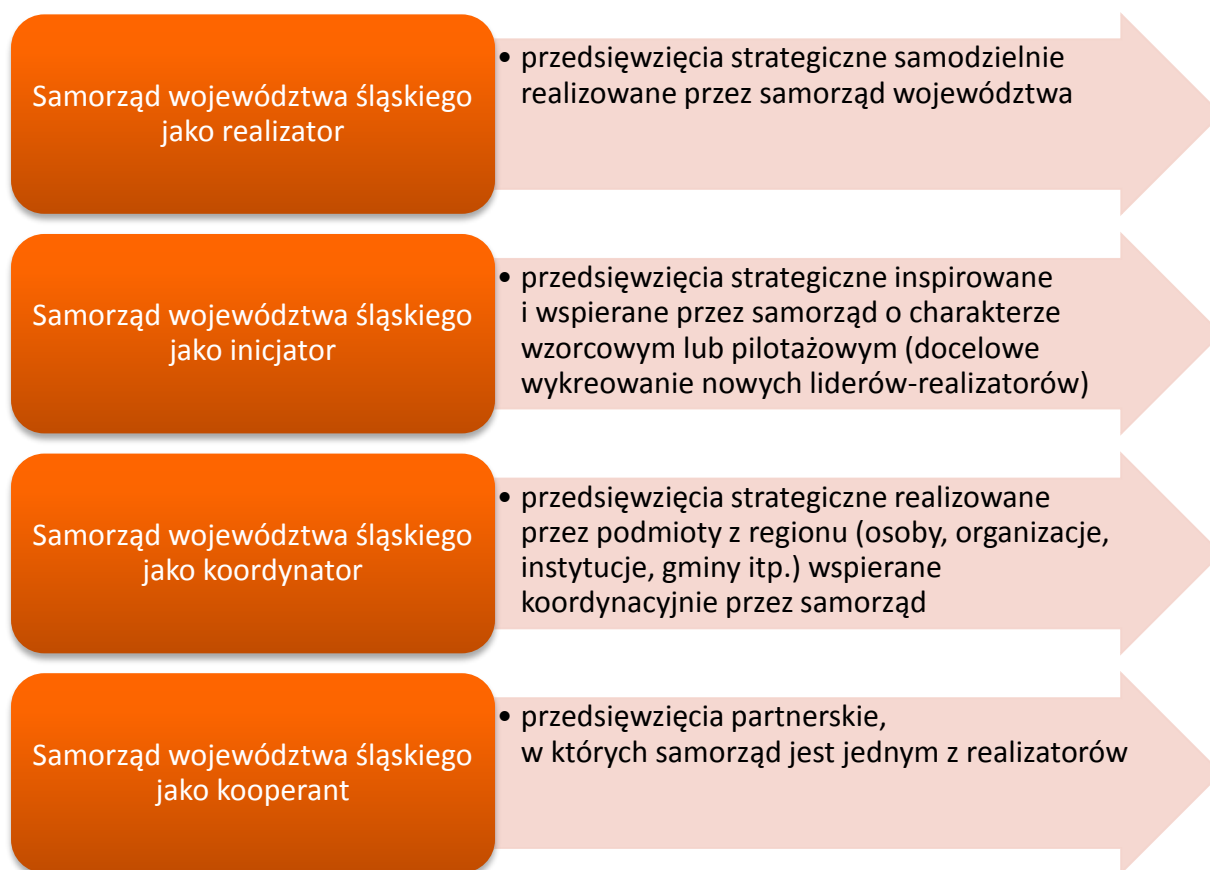 Samorząd województwa śląskiego
jako realizator
• przedsięwzięcia strategiczne samodzielnie
realizowane przez samorząd województwa
Samorząd województwa śląskiego
jako inicjator
• przedsięwzięcia strategiczne inspirowane
i wspierane przez samorząd o charakterze
wzorcowym lub pilotażowym (docelowe
wykreowanie nowych liderów-realizatorów)
Samorząd województwa śląskiego
jako koordynator
• przedsięwzięcia strategiczne realizowane
przez podmioty z regionu (osoby, organizacje,
instytucje, gminy itp.) wspierane
koordynacyjnie przez samorząd
Samorząd województwa śląskiego
jako kooperant
• przedsięwzięcia partnerskie,
w których samorząd jest jednym z realizatorów